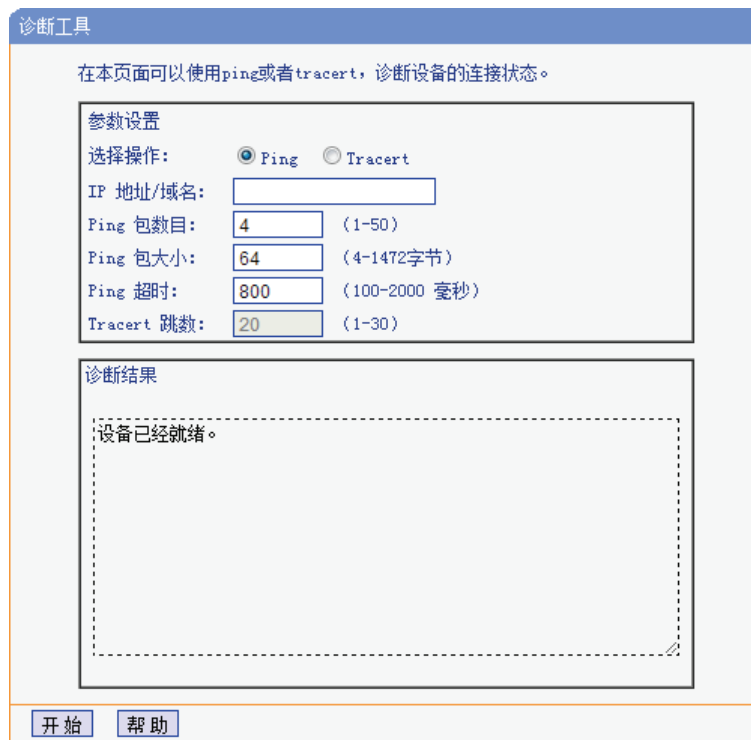 诊断工具
在本页面可以使用ping或者tracert，诊断设备的连接状态。
参数设置
选择操作： Ping Tracert
IP 地址/域名：
Ping 包数目： 4 （1-50）
Ping 包大小： 64 （4-1472字节）
Ping 超时： 800 （100-2000 毫秒）
Tracert 跳数： 20 （1-30）
诊断结果
设备已经就绪。
开始 帮助